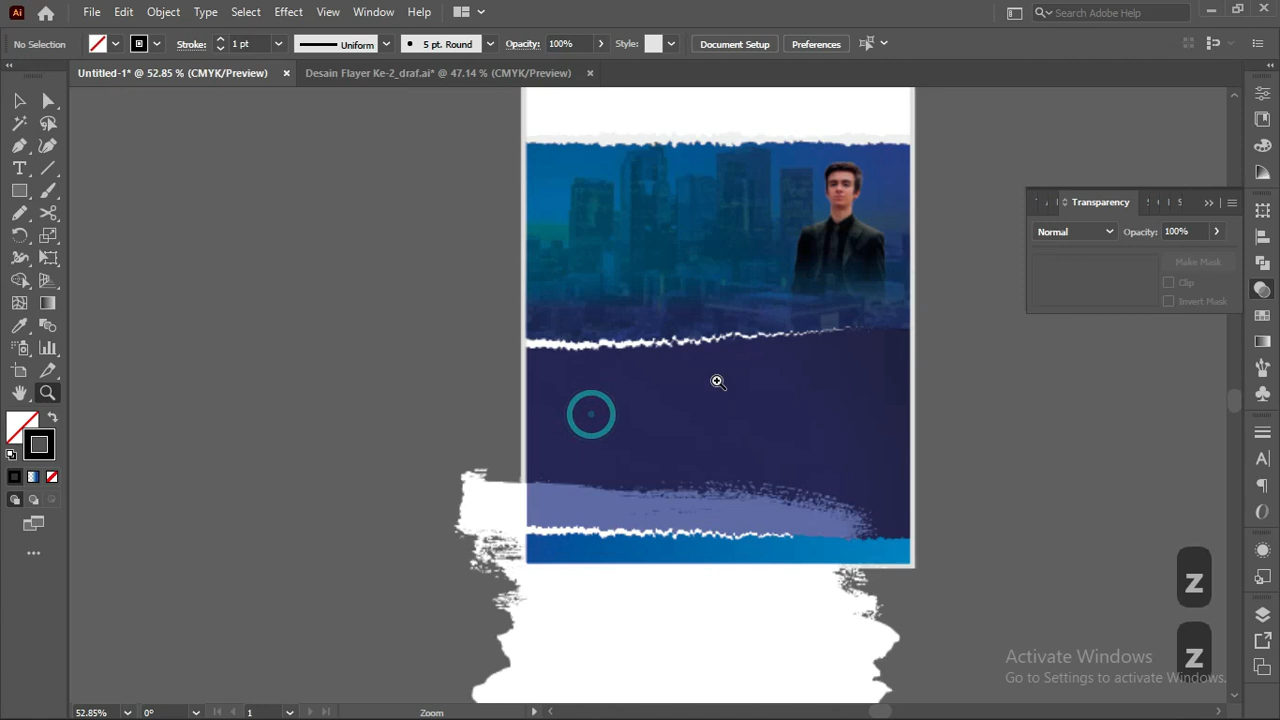 Ai File Edit Object Type Select Effect View Window Help Search Adobe Help
No Selection Stroke: 1 pt Uniform 5 pt. Round Opacity: 100% Style: Document Setup Preferences
Untitled-1* @ 52.85 % (CMYK/Preview) × Desain Flayer Ke-2_draf.ai* @ 47.14 % (CMYK/Preview) ×
Transparency
Normal Opacity: 100%
Make Mask
Clip
Invert Mask
z
z
Activate Windows
Go to Settings to activate Windows.
52.85% 0° 1 Zoom